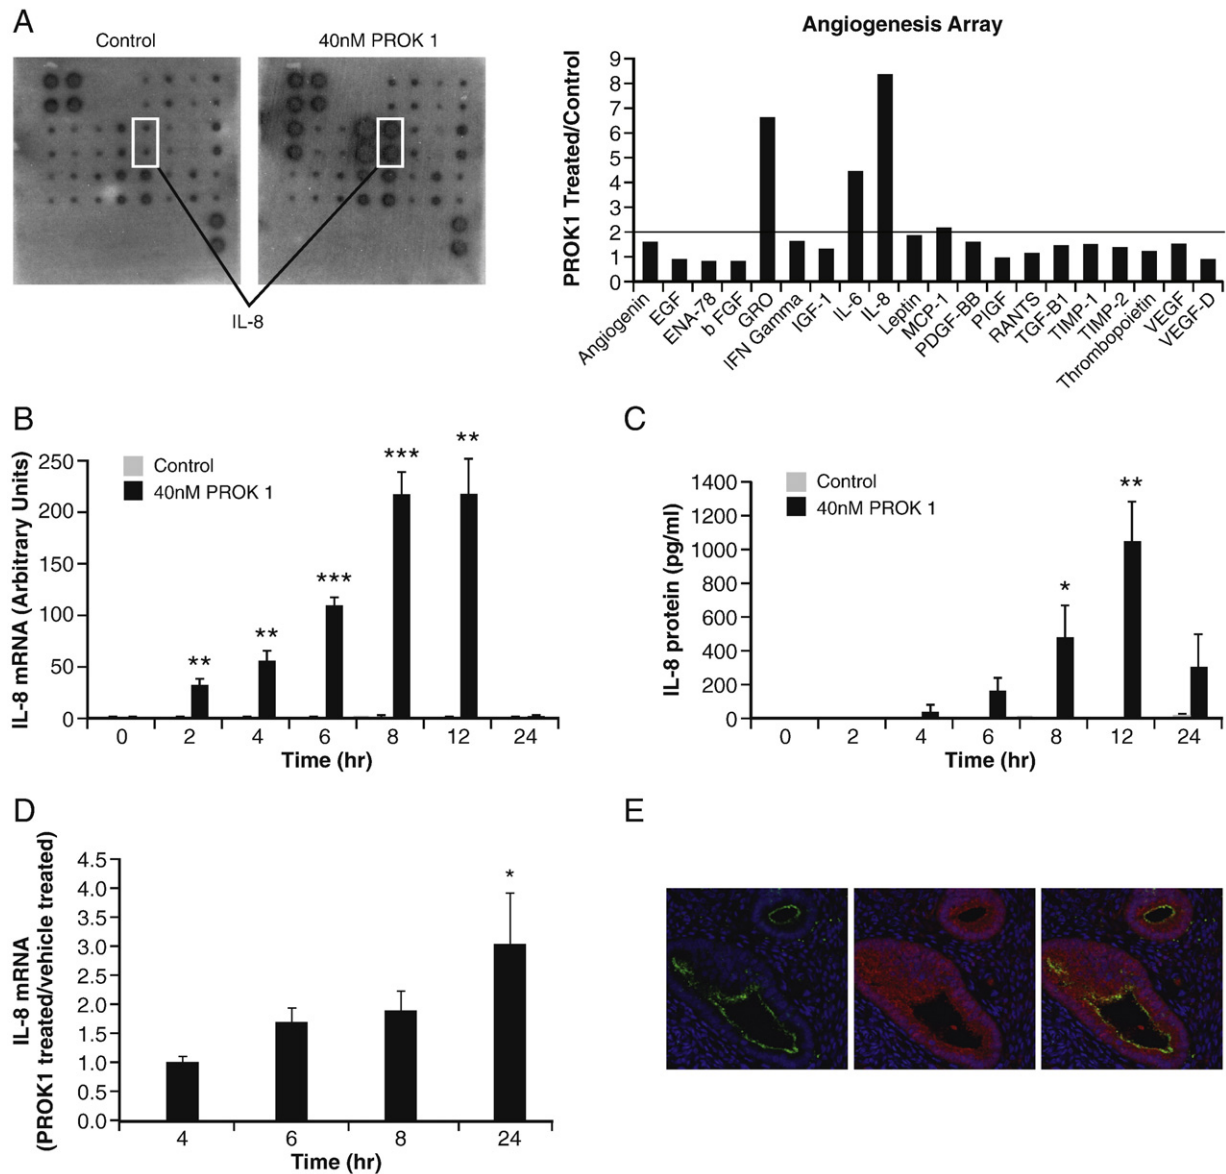 A
Control
40nM PROK 1
IL-8
Angiogenesis Array
PROK1 Treated/Control
9
8
7
6
5
4
3
2
1
0
Angiogenin
EGF
ENA-78
b FGF
GRO
IFN Gamma
IGF-1
IL-6
IL-8
Leptin
MCP-1
PDGF-BB
PIGF
RANTS
TGF-B1
TIMP-1
TIMP-2
Thrombopoietin
VEGF
VEGF-D
B
IL-8 mRNA (Arbitrary Units)
250
200
150
100
50
0
Control
40nM PROK 1
**
**
***
***
**
0 2 4 6 8 12 24
Time (hr)
C
IL-8 protein (pg/ml)
1400
1200
1000
800
600
400
200
0
Control
40nM PROK 1
*
**
0 2 4 6 8 12 24
Time (hr)
D
IL-8 mRNA
(PROK1 treated/vehicle treated)
4.5
4.0
3.5
3.0
2.5
2.0
1.5
1.0
0.5
0.0
*
4 6 8 24
Time (hr)
E